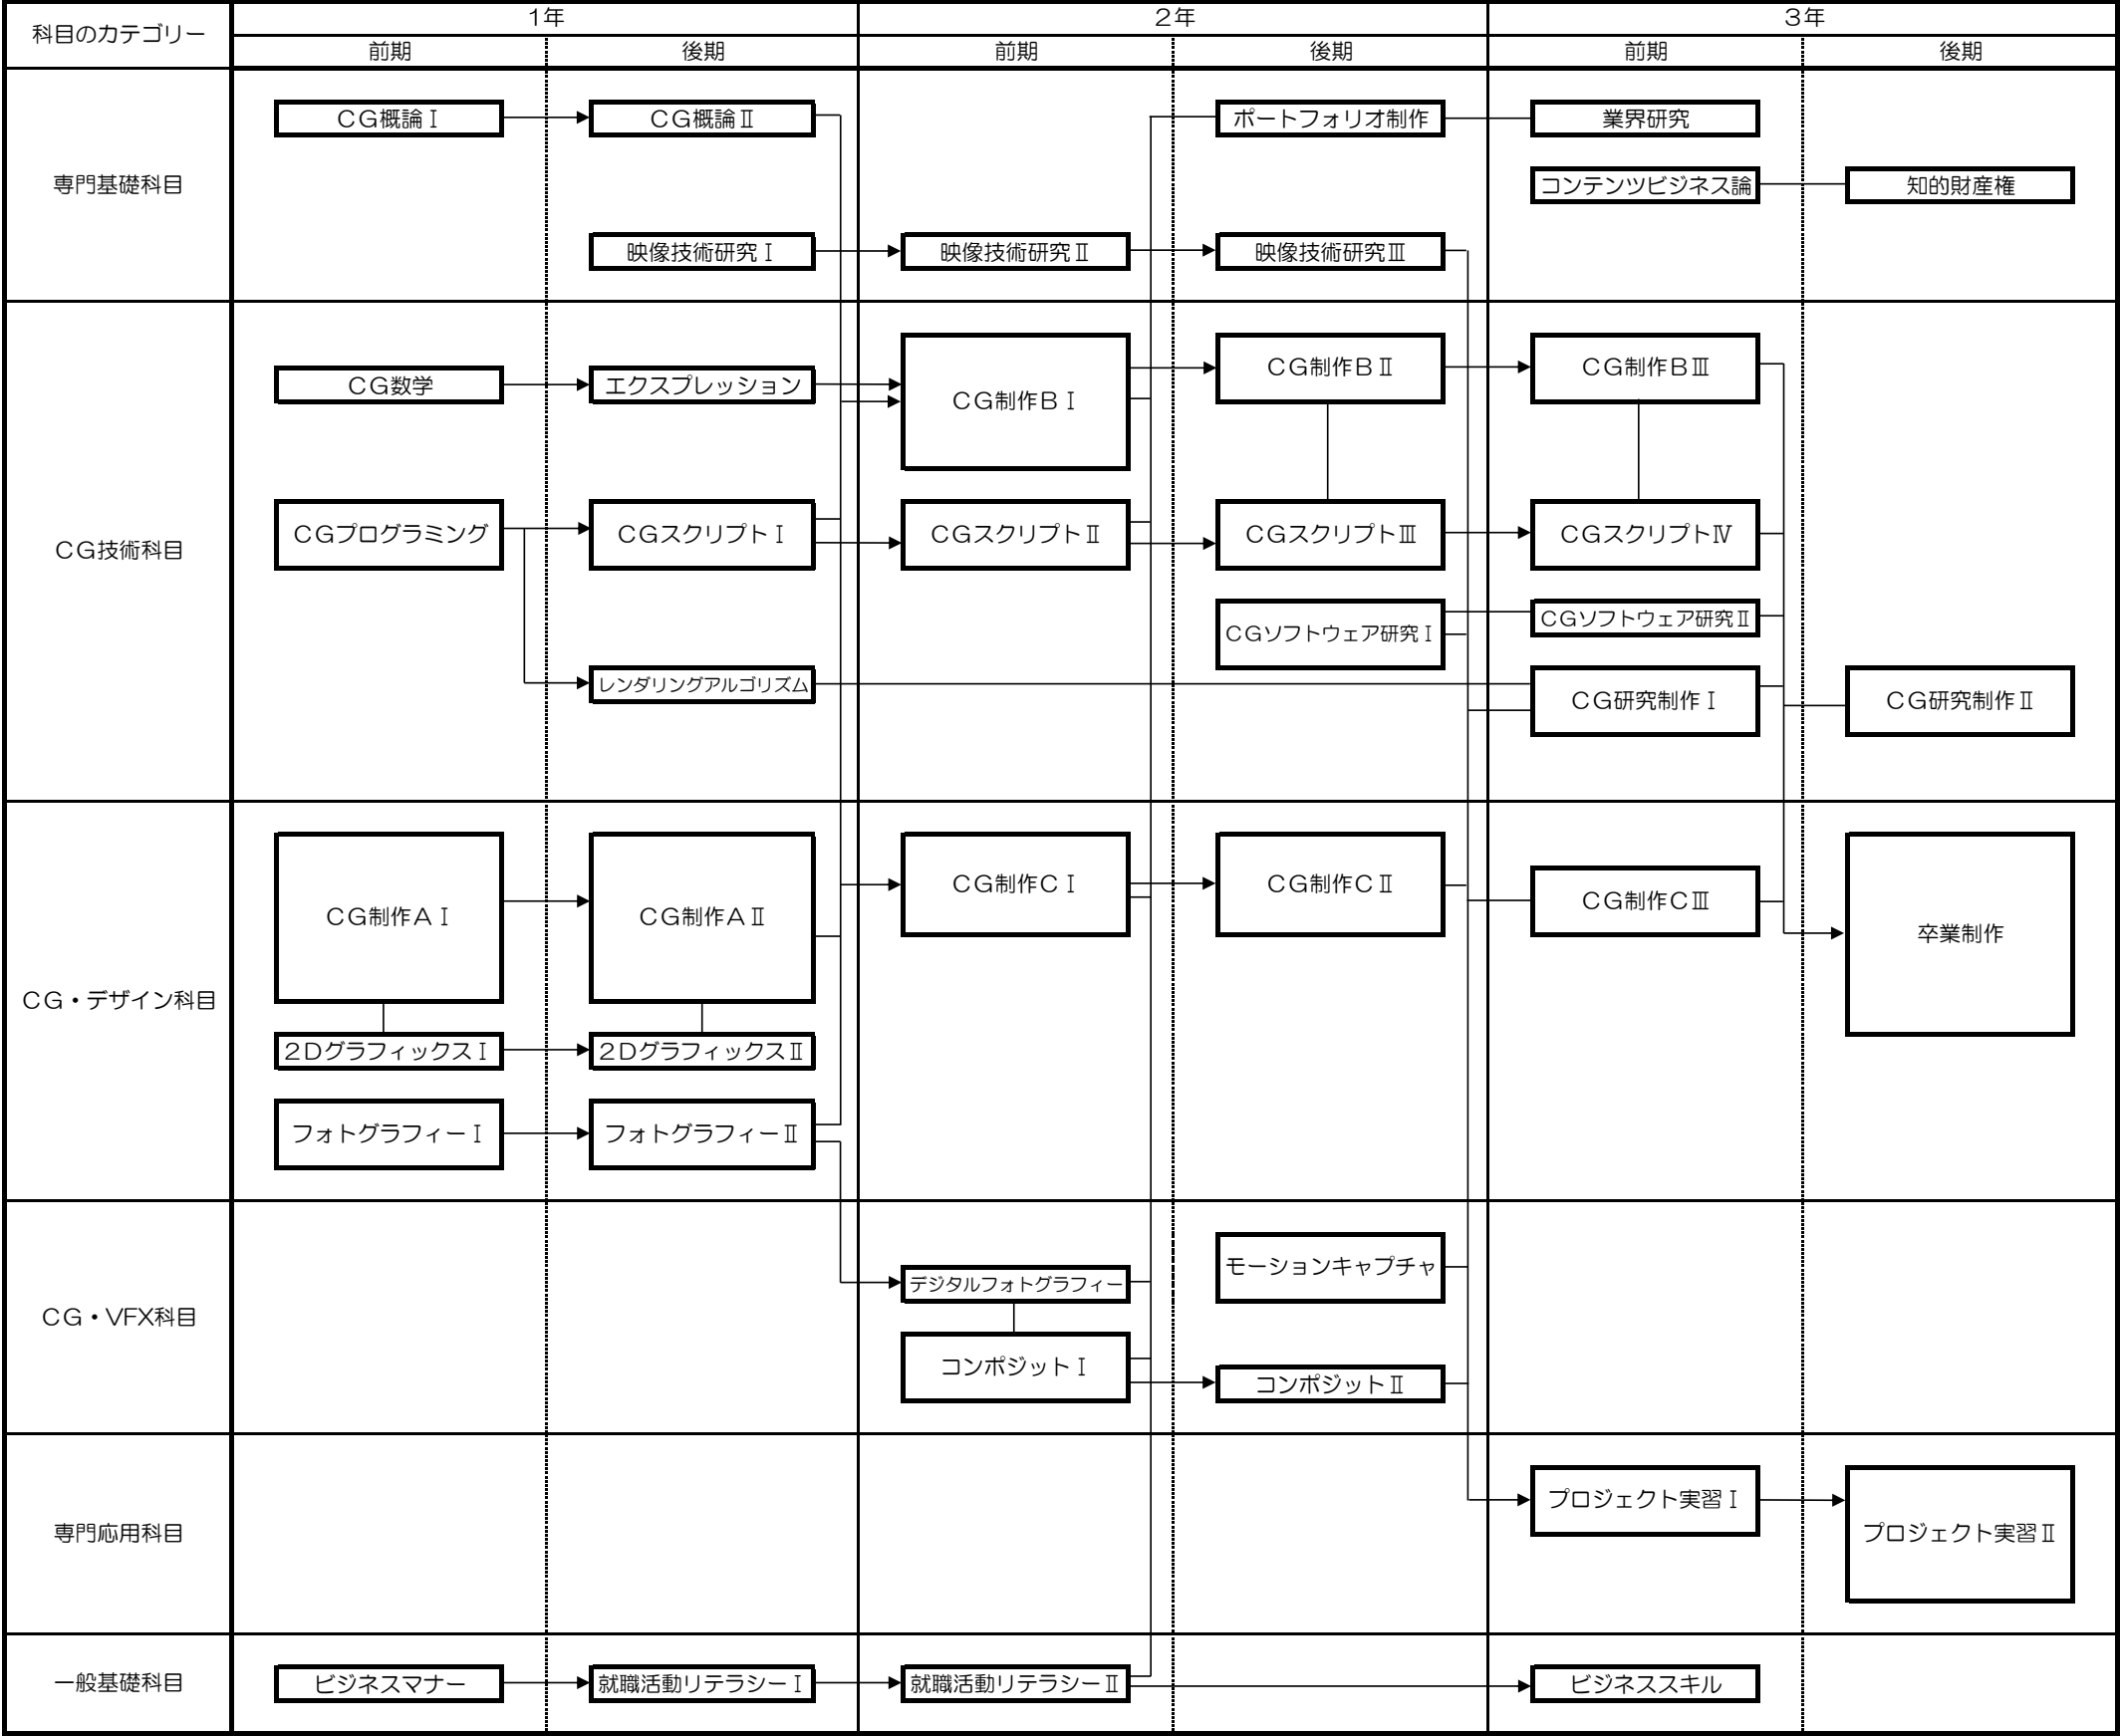 科目のカテゴリー
1年
2年
3年
前期
後期
前期
後期
前期
後期
専門基礎科目
CG概論Ⅰ
CG概論Ⅱ
ポートフォリオ制作
業界研究
コンテンツビジネス論
知的財産権
映像技術研究Ⅰ
映像技術研究Ⅱ
映像技術研究Ⅲ
CG技術科目
CG数学
エクスプレッション
CG制作BⅠ
CG制作BⅡ
CG制作BⅢ
CGプログラミング
CGスクリプトⅠ
CGスクリプトⅡ
CGスクリプトⅢ
CGスクリプトⅣ
CGソフトウェア研究Ⅰ
CGソフトウェア研究Ⅱ
レンダリングアルゴリズム
CG研究制作Ⅰ
CG研究制作Ⅱ
CG・デザイン科目
CG制作AⅠ
CG制作AⅡ
CG制作CⅠ
CG制作CⅡ
CG制作CⅢ
卒業制作
2DグラフィックスⅠ
2DグラフィックスⅡ
フォトグラフィーⅠ
フォトグラフィーⅡ
CG・VFX科目
デジタルフォトグラフィー
モーションキャプチャ
コンポジットⅠ
コンポジットⅡ
専門応用科目
プロジェクト実習Ⅰ
プロジェクト実習Ⅱ
一般基礎科目
ビジネスマナー
就職活動リテラシーⅠ
就職活動リテラシーⅡ
ビジネススキル